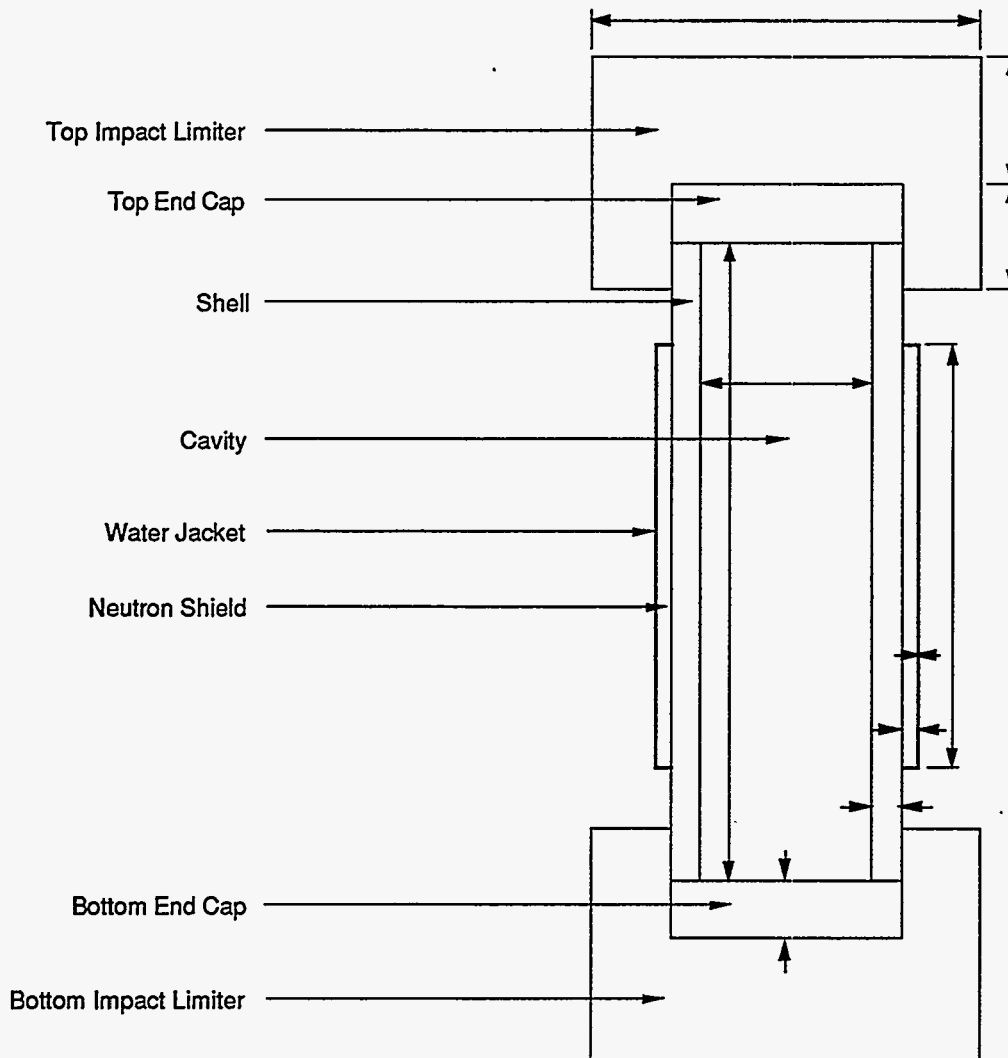 Top Impact Limiter
Top End Cap
Shell
Cavity
Water Jacket
Neutron Shield
Bottom End Cap
Bottom Impact Limiter